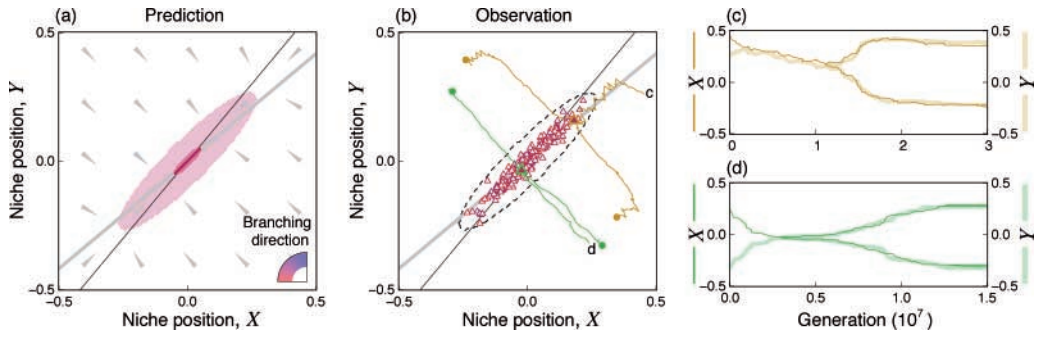 (a) Prediction
0.5
0.0
−0.5
Niche position, Y
Branching
direction
−0.5 0.0 0.5
Niche position, X
(b) Observation
0.5
0.0
−0.5
Niche position, Y
c
d
−0.5 0.0 0.5
Niche position, X
(c)
0.5 0.5
X 0.0 0.0 Y
−0.5 −0.5
0 1 2 3
(d)
0.5 0.5
X 0.0 0.0 Y
−0.5 −0.5
0.0 0.5 1.0 1.5
Generation (10⁷)